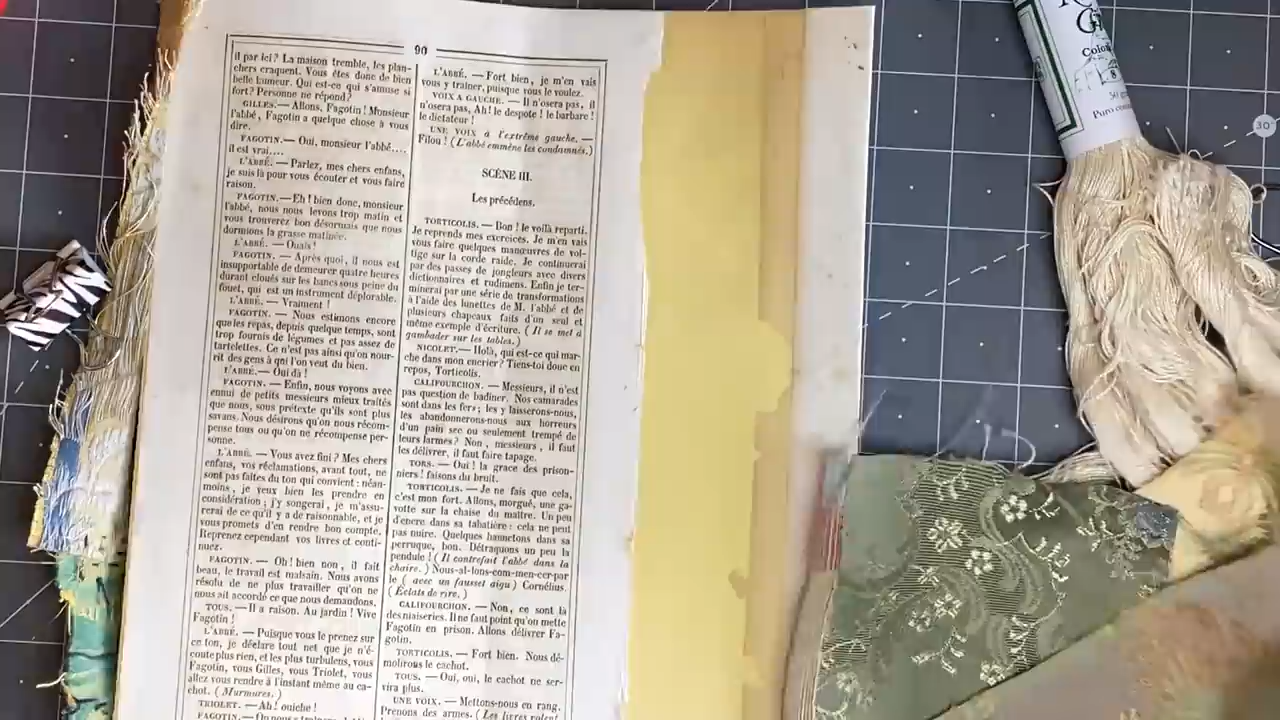 90
il par ici? La maison tremble, les plan-
chers craquent. Vous êtes donc de bien
belle humeur. Qui est-ce qui s'amuse si
fort? Personne ne répond?
GILLES. — Allons, Fagotin! Monsieur
l'abbé, Fagotin a quelque chose à vous
dire.
FAGOTIN. — Oui, monsieur l'abbé....
il est vrai....
L'ABBÉ. — Parlez, mes chers enfans,
je suis là pour vous écouter et vous faire
raison.
FAGOTIN. — Eh! bien donc, monsieur
l'abbé, nous nous levons trop matin et
vous trouverez bon désormais que nous
dormions la grasse matinée.
L'ABBÉ. — Ouais!
FAGOTIN. — Après quoi, il nous est
insupportable de demeurer quatre heures
durant cloués sur les bancs sous peine du
fouet, qui est un instrument déplorable.
L'ABBÉ. — Vraiment!
FAGOTIN. — Nous estimons encore
que les repas, depuis quelque temps, sont
trop fournis de légumes et pas assez de
tartelettes. Ce n'est pas ainsi qu'on nour-
rit des gens à qui l'on veut du bien.
L'ABBÉ. — Oui dà!
FAGOTIN. — Enfin, nous voyons avec
ennui de petits messieurs mieux traités
que nous, sous prétexte qu'ils sont plus
savans. Nous désirons qu'on nous récom-
pense tous ou qu'on ne récompense per-
sonne.
L'ABBÉ. — Vous avez fini? Mes chers
enfans, vos réclamations, avant tout, ne
sont pas faites du ton qui convient: néan-
moins, je veux bien les prendre en
considération; j'y songerai, je m'assu-
rerai de ce qu'il y a de raisonnable, et je
vous promets d'en rendre bon compte.
Reprenez cependant vos livres et conti-
nuez.
FAGOTIN. — Oh! bien non, il fait
beau, le travail est malsain. Nous avons
résolu de ne plus travailler qu'on ne
nous ait accordé ce que nous demandons.
TOUS. — Il a raison. Au jardin! Vive
Fagotin!
L'ABBÉ. — Puisque vous le prenez sur
ce ton, je déclare tout net que je n'é-
coute plus rien, et les plus turbulens, vous
Fagotin, vous Gilles, vous Triolet, vous
allez vous rendre à l'instant même au ca-
chot. (Murmures.)
TRIOLET. — Ah! ouiche!
L'ABBÉ. — Fort bien, je m'en vais
vous y traîner, puisque vous le voulez.
VOIX A GAUCHE. — Il n'osera pas, il
n'osera pas, Ah! le despote! le barbare!
le dictateur!
UNE VOIX à l'extrême gauche. —
Filou! (L'abbé emmène les condamnés.)
SCÈNE III.
Les précédens.
TORTICOLIS. — Bon! le voilà reparti.
Je reprends mes exercices. Je m'en vais
vous faire quelques manœuvres de vol-
tige sur la corde raide. Je continuerai
par des passes de jongleurs avec divers
dictionnaires et rudimens. Enfin je ter-
minerai par une série de transformations
à l'aide des lunettes de M. l'abbé et de
plusieurs chapeaux faits d'un seul et
même exemple d'écriture. (Il se met à
gambader sur les tables.)
NICOLET. — Holà, qui est-ce qui mar-
che dans mon encrier? Tiens-toi donc en
repos, Torticolis.
CALIFOURCHON. — Messieurs, il n'est
pas question de badiner. Nos camarades
sont dans les fers; les y laisserons-nous,
les abandonnerons-nous aux horreurs
d'un pain sec ou seulement trempé de
leurs larmes? Non, messieurs, il faut
les délivrer, il faut faire tapage.
TOUS. — Oui! la grace des prison-
niers! faisons du bruit.
TORTICOLIS. — Je ne fais que cela,
c'est mon fort. Allons, morgué, une ga-
votte sur la chaise du maître. Un peu
d'encre dans sa tabatière: cela ne peut
pas nuire. Quelques hannetons dans sa
perruque, bon. Détraquons un peu la
pendule! (Il contrefait l'abbé dans la
chaire.) Nous-al-lons-com-men-cer-par
le (avec un fausset aigu) Cornélius.
(Éclats de rire.)
CALIFOURCHON. — Non, ce sont là
des niaiseries. Il ne faut point qu'on mette
Fagotin en prison. Allons délivrer Fa-
gotin.
TORTICOLIS. — Fort bien. Nous dé-
molirons le cachot.
TOUS. — Oui, oui, le cachot ne ser-
vira plus.
UNE VOIX. — Mettons-nous en rang.
Prenons des armes. (Les livres volent
8